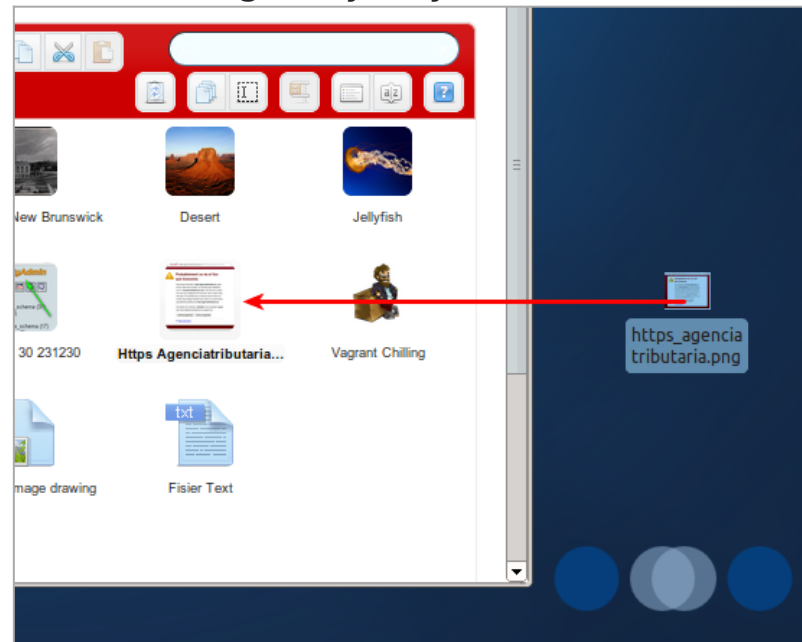 New Brunswick
Desert
Jellyfish
30 231230
Https Agenciatributaria...
Vagrant Chilling
https_agencia
tributaria.png
txt
mage drawing
Fisier Text